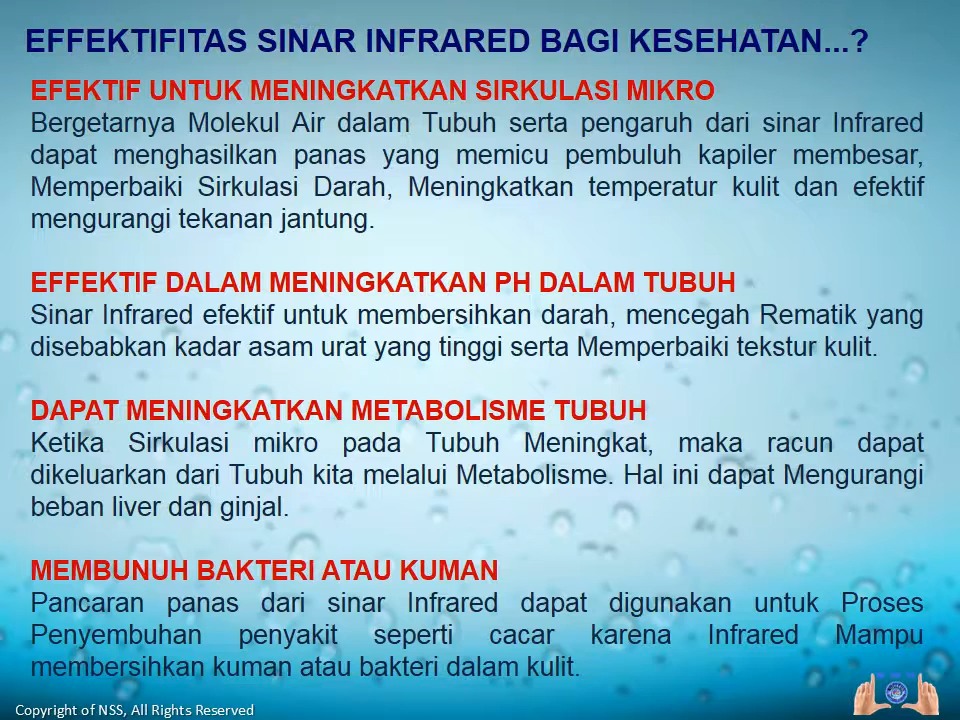 EFFEKTIFITAS SINAR INFRARED BAGI KESEHATAN...?
EFEKTIF UNTUK MENINGKATKAN SIRKULASI MIKRO
Bergetarnya Molekul Air dalam Tubuh serta pengaruh dari sinar Infrared
dapat menghasilkan panas yang memicu pembuluh kapiler membesar,
Memperbaiki Sirkulasi Darah, Meningkatkan temperatur kulit dan efektif
mengurangi tekanan jantung.
EFFEKTIF DALAM MENINGKATKAN PH DALAM TUBUH
Sinar Infrared efektif untuk membersihkan darah, mencegah Rematik yang
disebabkan kadar asam urat yang tinggi serta Memperbaiki tekstur kulit.
DAPAT MENINGKATKAN METABOLISME TUBUH
Ketika Sirkulasi mikro pada Tubuh Meningkat, maka racun dapat
dikeluarkan dari Tubuh kita melalui Metabolisme. Hal ini dapat Mengurangi
beban liver dan ginjal.
MEMBUNUH BAKTERI ATAU KUMAN
Pancaran panas dari sinar Infrared dapat digunakan untuk Proses
Penyembuhan penyakit seperti cacar karena Infrared Mampu
membersihkan kuman atau bakteri dalam kulit.
Copyright of NSS, All Rights Reserved